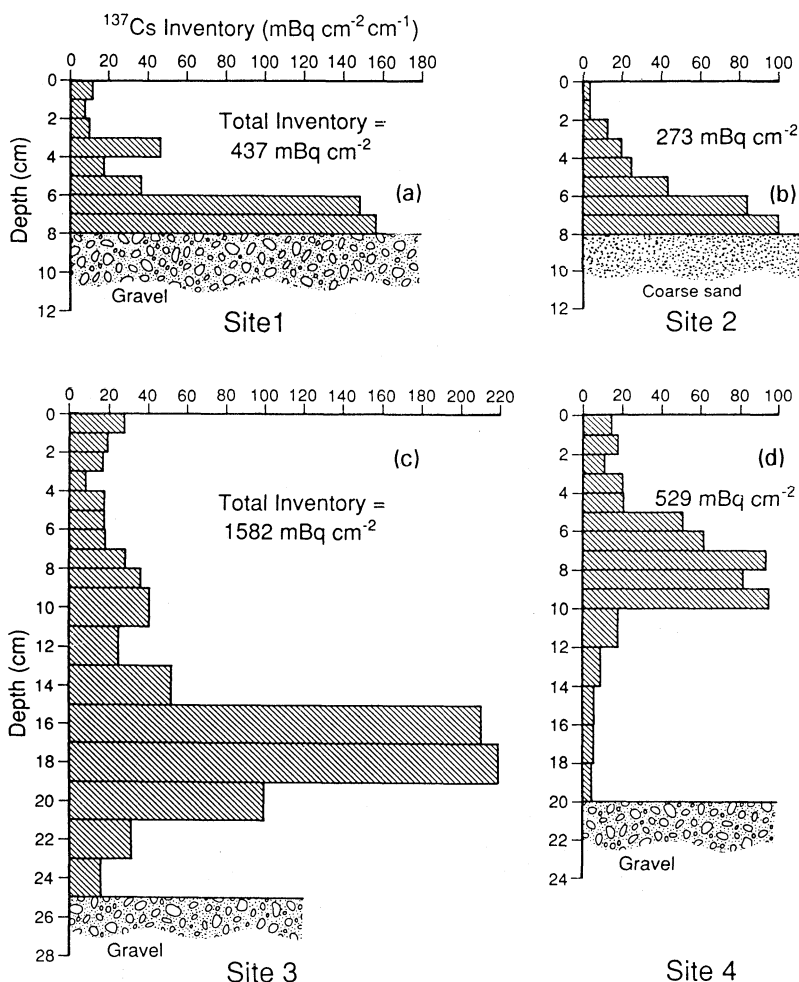 ¹³⁷Cs Inventory (mBq cm⁻² cm⁻¹)
0 20 40 60 80 100 120 140 160 180
0
2
4
6
8
10
12
Depth (cm)
Total Inventory =
437 mBq cm⁻²
(a)
Gravel
Site1
0 20 40 60 80 100
0
2
4
6
8
10
12
273 mBq cm⁻²
(b)
Coarse sand
Site 2
0 20 40 60 80 100 120 140 160 180 200 220
0
2
4
6
8
10
12
14
16
18
20
22
24
26
28
Depth (cm)
(c)
Total Inventory =
1582 mBq cm⁻²
Gravel
Site 3
0 20 40 60 80 100
0
2
4
6
8
10
12
14
16
18
20
22
24
(d)
529 mBq cm⁻²
Gravel
Site 4